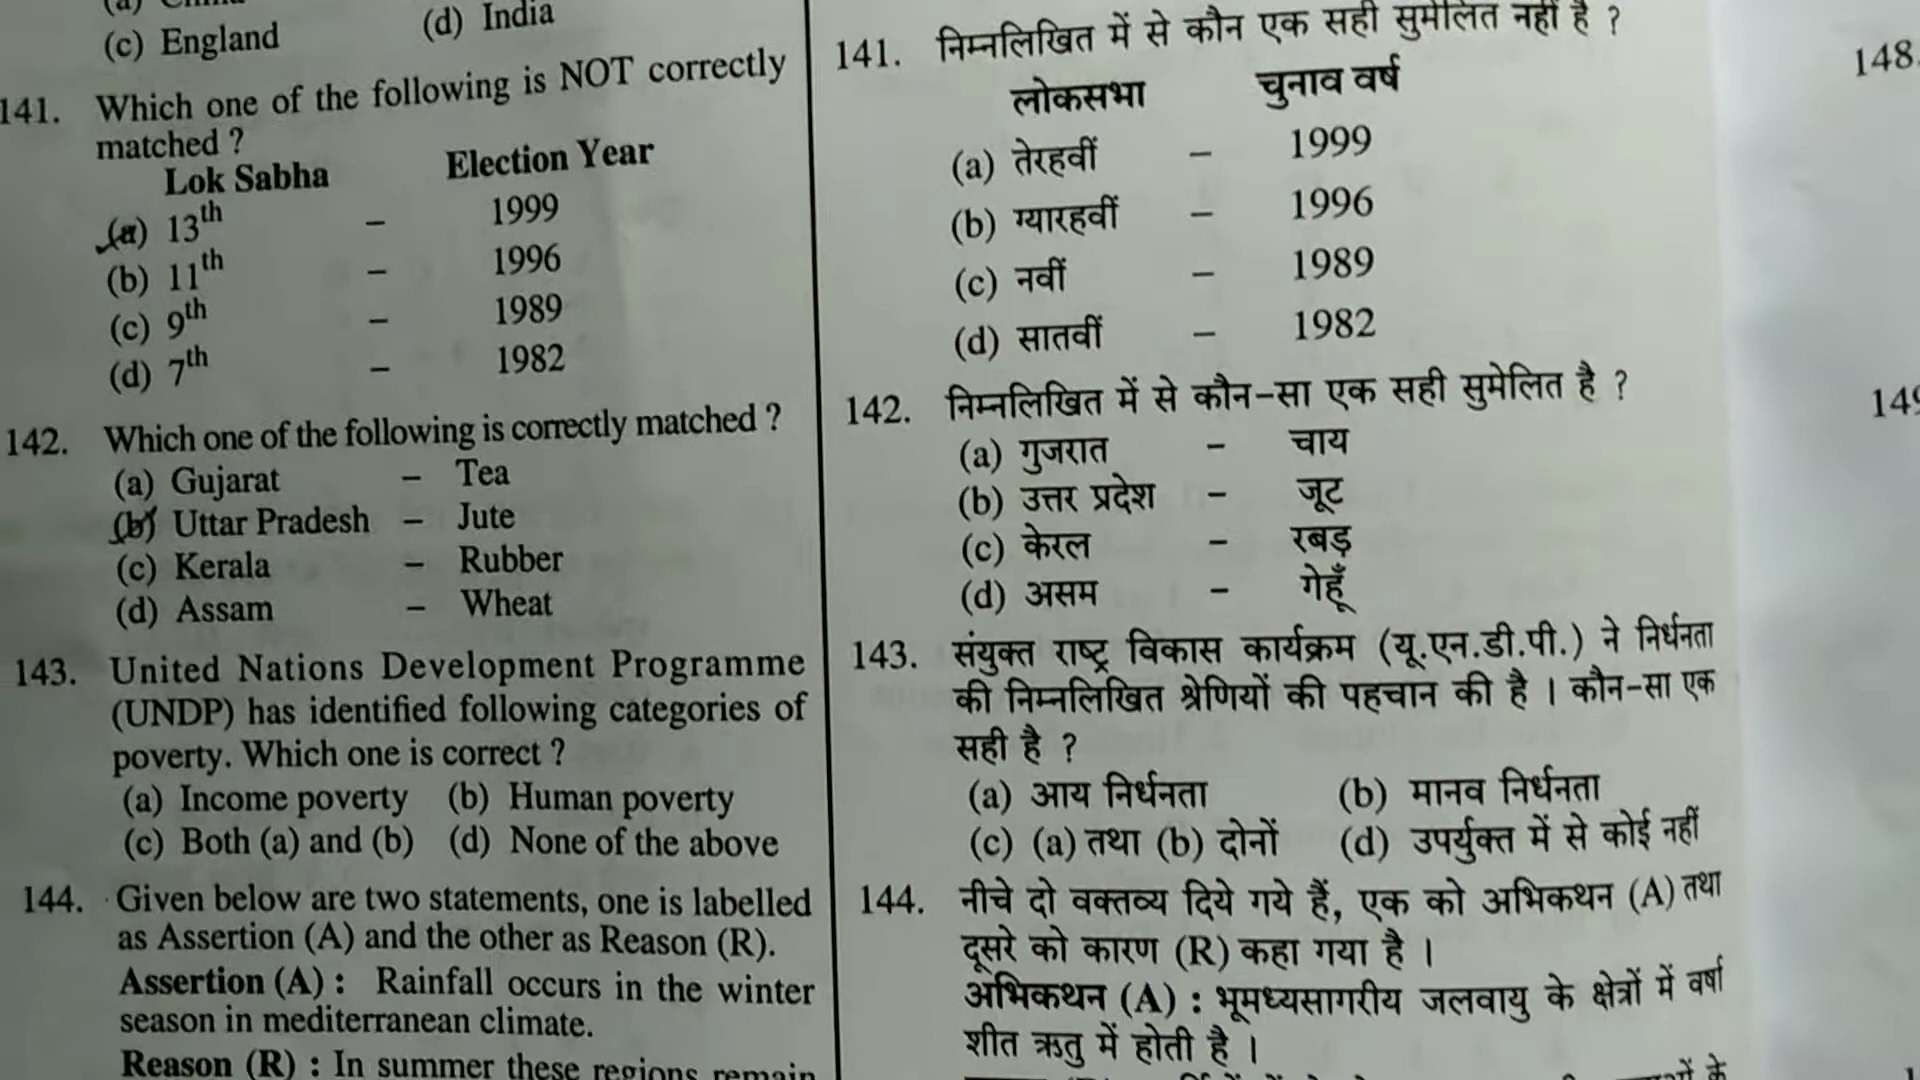 (c) England (d) India
141. Which one of the following is NOT correctly
matched ?
Lok Sabha Election Year
(a) 13th – 1999
(b) 11th – 1996
(c) 9th – 1989
(d) 7th – 1982
142. Which one of the following is correctly matched ?
(a) Gujarat – Tea
(b) Uttar Pradesh – Jute
(c) Kerala – Rubber
(d) Assam – Wheat
143. United Nations Development Programme
(UNDP) has identified following categories of
poverty. Which one is correct ?
(a) Income poverty (b) Human poverty
(c) Both (a) and (b) (d) None of the above
144. Given below are two statements, one is labelled
as Assertion (A) and the other as Reason (R).
Assertion (A) : Rainfall occurs in the winter
season in mediterranean climate.
Reason (R) : In summer these regions remain
141. निम्नलिखित में से कौन एक सही सुमेलित नहीं है ?
लोकसभा चुनाव वर्ष
(a) तेरहवीं – 1999
(b) ग्यारहवीं – 1996
(c) नवीं – 1989
(d) सातवीं – 1982
142. निम्नलिखित में से कौन-सा एक सही सुमेलित है ?
(a) गुजरात – चाय
(b) उत्तर प्रदेश – जूट
(c) केरल – रबड़
(d) असम – गेहूँ
143. संयुक्त राष्ट्र विकास कार्यक्रम (यू.एन.डी.पी.) ने निर्धनता
की निम्नलिखित श्रेणियों की पहचान की है । कौन-सा एक
सही है ?
(a) आय निर्धनता (b) मानव निर्धनता
(c) (a) तथा (b) दोनों (d) उपर्युक्त में से कोई नहीं
144. नीचे दो वक्तव्य दिये गये हैं, एक को अभिकथन (A) तथा
दूसरे को कारण (R) कहा गया है ।
अभिकथन (A) : भूमध्यसागरीय जलवायु के क्षेत्रों में वर्षा
शीत ऋतु में होती है ।
148.